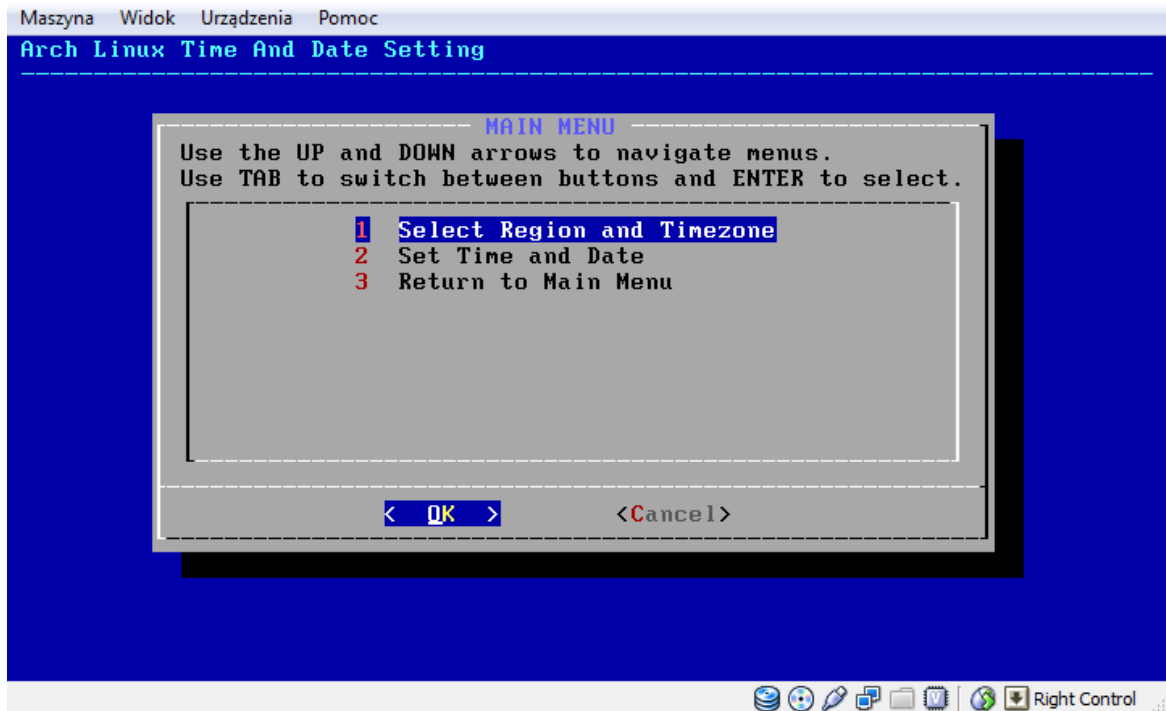 Maszyna Widok Urządzenia Pomoc
Arch Linux Time And Date Setting
MAIN MENU
Use the UP and DOWN arrows to navigate menus.
Use TAB to switch between buttons and ENTER to select.
1 Select Region and Timezone
2 Set Time and Date
3 Return to Main Menu
< OK > <Cancel>
Right Control